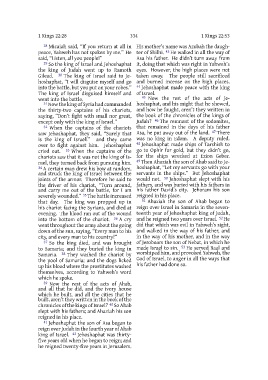 1 Kings 22:28
331
1 Kings 22:53
28 Micaiah said, "If you return at all in
peace, Yahweh has not spoken by me." He
said, "Listen, all you people!"
29 So the king of Israel and Jehoshaphat
the king of Judah went up to Ramoth
Gilead. 30 The king of Israel said to Je-
hoshaphat, "I will disguise myself and go
into the battle, but you put on your robes."
The king of Israel disguised himself and
went into the battle.
31 Now the king of Syria had commanded
the thirty-two captains of his chariots,
saying, "Don't fight with small nor great,
except only with the king of Israel."
32 When the captains of the chariots
saw Jehoshaphat, they said, "Surely that
is the king of Israel!" and they came
over to fight against him. Jehoshaphat
cried out. 33 When the captains of the
chariots saw that it was not the king of Is-
rael, they turned back from pursuing him.
34 A certain man drew his bow at random,
and struck the king of Israel between the
joints of the armor. Therefore he said to
the driver of his chariot, "Turn around,
and carry me out of the battle; for I am
severely wounded." 35 The battle increased
that day. The king was propped up in
his chariot facing the Syrians, and died at
evening. The blood ran out of the wound
into the bottom of the chariot. 36 A cry
went throughout the army about the going
down of the sun, saying, "Every man to his
city, and every man to his country!"
37 So the king died, and was brought
to Samaria; and they buried the king in
Samaria. 38 They washed the chariot by
the pool of Samaria; and the dogs licked
up his blood where the prostitutes washed
themselves, according to Yahweh's word
which he spoke.
39 Now the rest of the acts of Ahab,
and all that he did, and the ivory house
which he built, and all the cities that he
built, aren't they written in the book of the
chronicles of the kings of Israel? 40 So Ahab
slept with his fathers; and Ahaziah his son
reigned in his place.
41 Jehoshaphat the son of Asa began to
reign over Judah in the fourth year of Ahab
king of Israel. 42 Jehoshaphat was thirty-
five years old when he began to reign; and
he reigned twenty-five years in Jerusalem.
His mother's name was Azubah the daugh-
ter of Shilhi. 43 He walked in all the way of
Asa his father. He didn't turn away from
it, doing that which was right in Yahweh's
eyes. However, the high places were not
taken away. The people still sacrificed
and burned incense on the high places.
44 Jehoshaphat made peace with the king
of Israel.
45 Now the rest of the acts of Je-
hoshaphat, and his might that he showed,
and how he fought, aren't they written in
the book of the chronicles of the kings of
Judah? 46 The remnant of the sodomites,
that remained in the days of his father
Asa, he put away out of the land. 47 There
was no king in Edom. A deputy ruled.
48 Jehoshaphat made ships of Tarshish to
go to Ophir for gold, but they didn't go,
for the ships wrecked at Ezion Geber.
49 Then Ahaziah the son of Ahab said to Je-
hoshaphat, "Let my servants go with your
servants in the ships." But Jehoshaphat
would not. 50 Jehoshaphat slept with his
fathers, and was buried with his fathers in
his father David's city. Jehoram his son
reigned in his place.
51 Ahaziah the son of Ahab began to
reign over Israel in Samaria in the seven-
teenth year of Jehoshaphat king of Judah,
and he reigned two years over Israel. 52 He
did that which was evil in Yahweh's sight,
and walked in the way of his father, and
in the way of his mother, and in the way
of Jeroboam the son of Nebat, in which he
made Israel to sin. 53 He served Baal and
worshiped him, and provoked Yahweh, the
God of Israel, to anger in all the ways that
his father had done so.